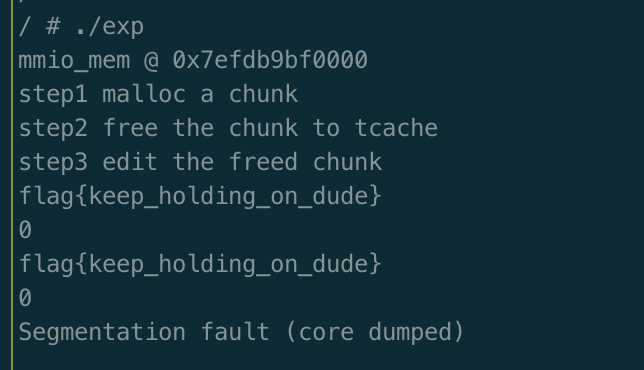 / # ./exp
mmio_mem @ 0x7efdb9bf0000
step1 malloc a chunk
step2 free the chunk to tcache
step3 edit the freed chunk
flag{keep_holding_on_dude}
0
flag{keep_holding_on_dude}
0
Segmentation fault (core dumped)